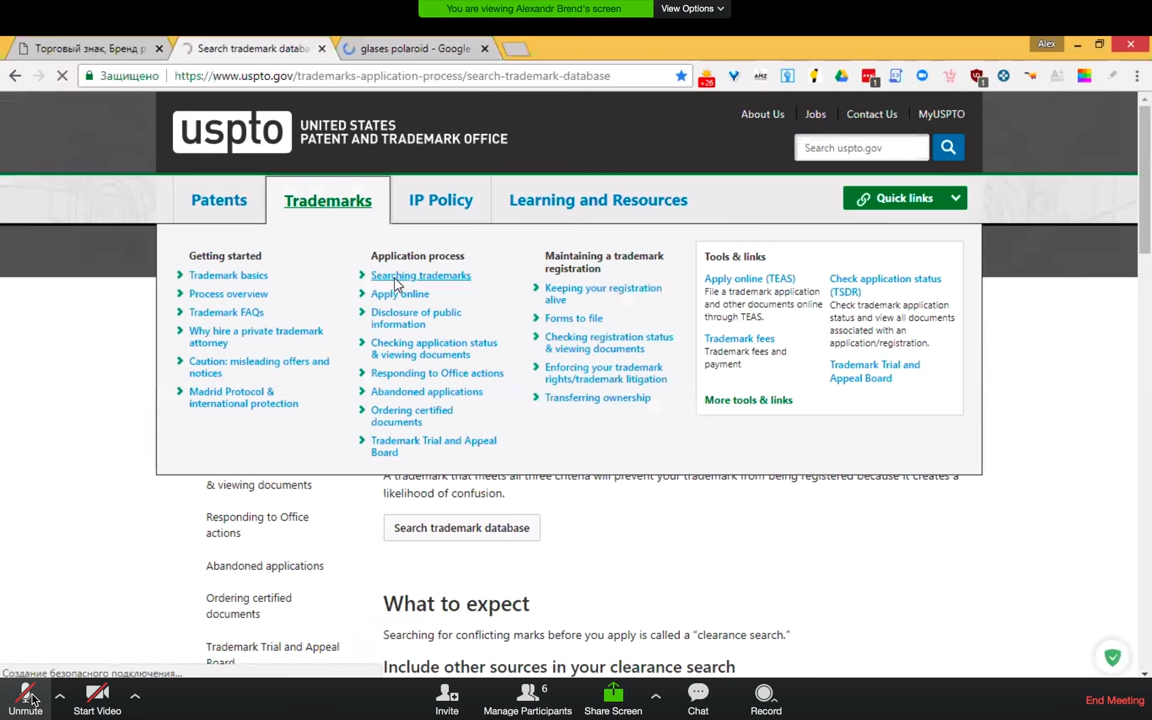 You are viewing Alexandr Brend's screen
View Options
Торговый знак, Бренд р
Search trademark databa
glases polaroid - Google
Alex
Защищено
https://www.uspto.gov/trademarks-application-process/search-trademark-database
+26
1
1
uspto
UNITED STATES
PATENT AND TRADEMARK OFFICE
About Us
Jobs
Contact Us
MyUSPTO
Search uspto.gov
Patents
Trademarks
IP Policy
Learning and Resources
Quick links
Getting started
Trademark basics
Process overview
Trademark FAQs
Why hire a private trademark
attorney
Caution: misleading offers and
notices
Madrid Protocol &
international protection
Application process
Searching trademarks
Apply online
Disclosure of public
information
Checking application status
& viewing documents
Responding to Office actions
Abandoned applications
Ordering certified
documents
Trademark Trial and Appeal
Board
Maintaining a trademark
registration
Keeping your registration
alive
Forms to file
Checking registration status
& viewing documents
Enforcing your trademark
rights/trademark litigation
Transferring ownership
Tools & links
Apply online (TEAS)
File a trademark application
and other documents online
through TEAS.
Trademark fees
Trademark fees and
payment
More tools & links
Check application status
(TSDR)
Check trademark application
status and view all documents
associated with an
application/registration.
Trademark Trial and
Appeal Board
& viewing documents
Responding to Office
actions
Abandoned applications
Ordering certified
documents
Trademark Trial and Appeal
Board
A trademark that meets all three criteria will prevent your trademark from being registered because it creates a
likelihood of confusion.
Search trademark database
What to expect
Searching for conflicting marks before you apply is called a “clearance search.”
Include other sources in your clearance search
Создание безопасного подключения...
Unmute
Start Video
Invite
6
Manage Participants
Share Screen
Chat
Record
End Meeting